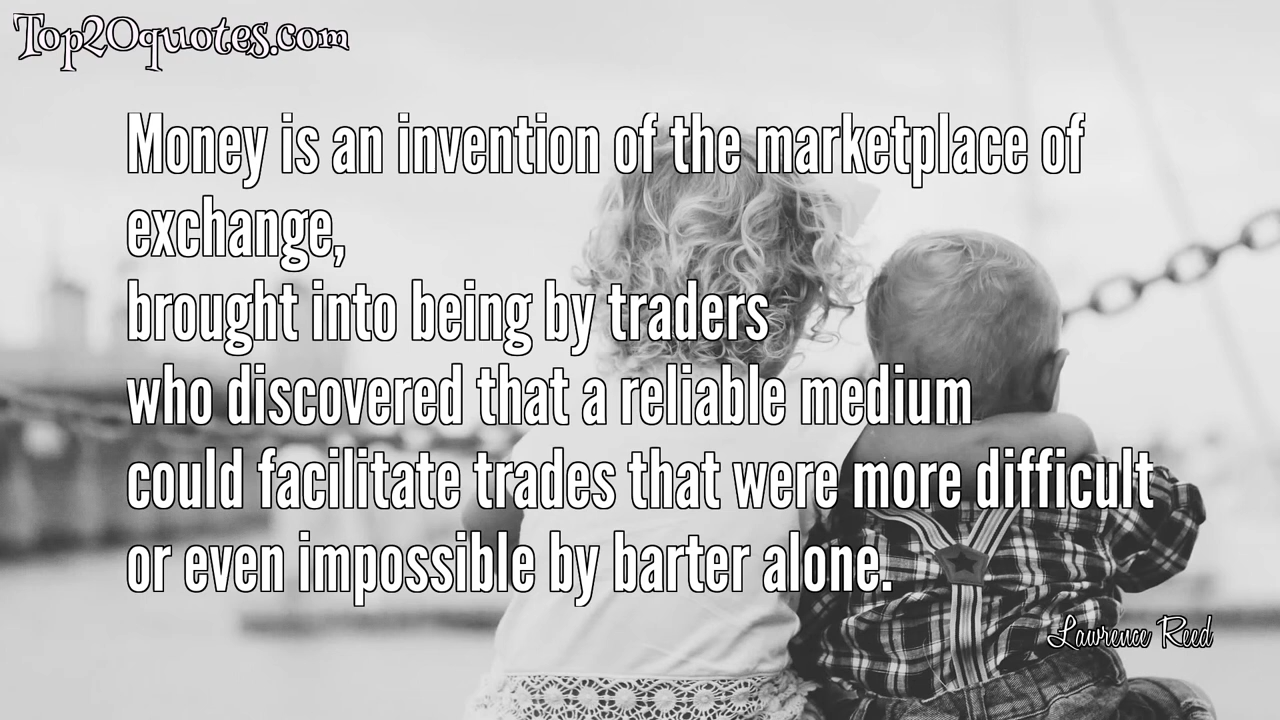 Top20quotes.com
Money is an invention of the marketplace of
exchange,
brought into being by traders
who discovered that a reliable medium
could facilitate trades that were more difficult
or even impossible by barter alone.
Lawrence Reed